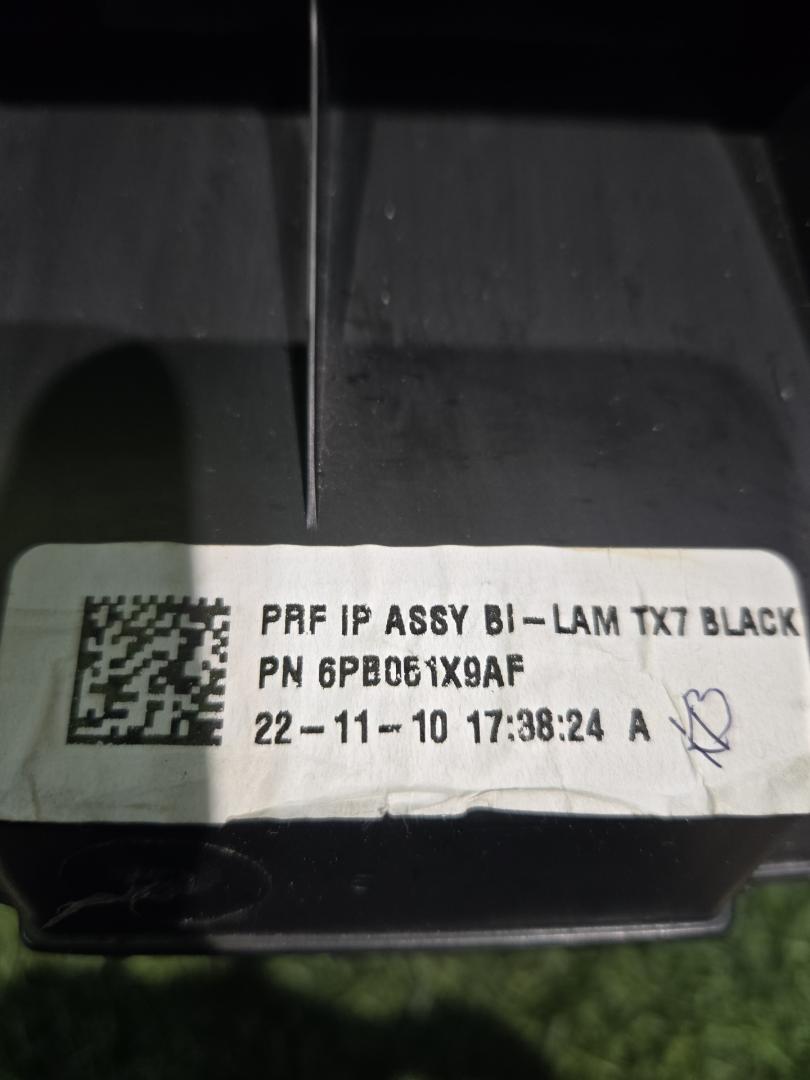 PRF IP ASSY BI-LAM TX7 BLACK
PN 6PB061X9AF
22-11-10 17:38:24 A